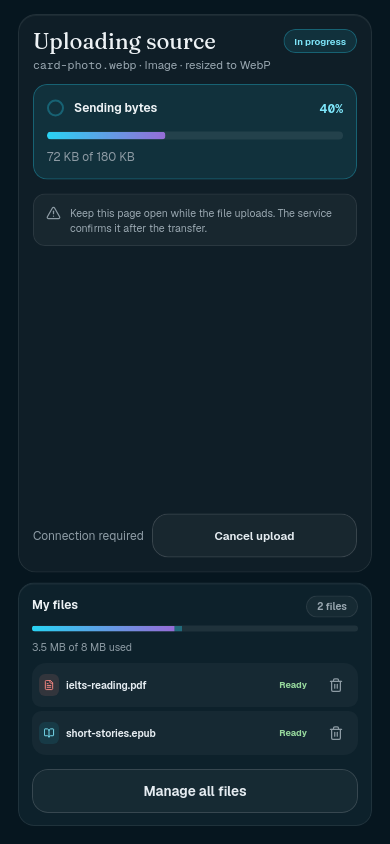 Uploading source
In progress
card-photo.webp · Image · resized to WebP
Sending bytes
40%
72 KB of 180 KB
Keep this page open while the file uploads. The service
confirms it after the transfer.
Connection required
Cancel upload
My files
2 files
3.5 MB of 8 MB used
ielts-reading.pdf
Ready
short-stories.epub
Ready
Manage all files